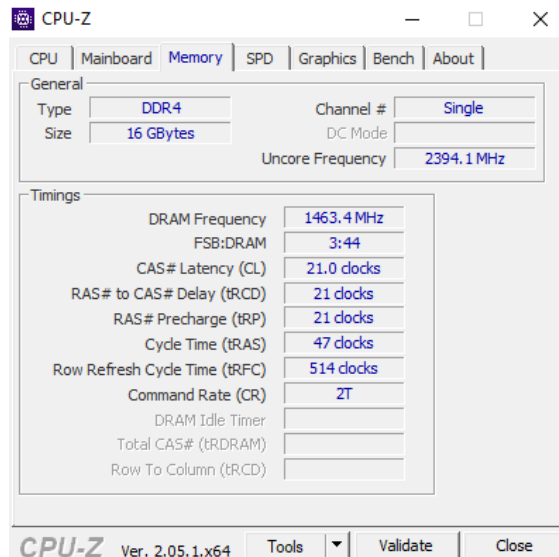 CPU-Z
CPU Mainboard Memory SPD Graphics Bench About
General
Type DDR4 Channel # Single
Size 16 GBytes DC Mode
Uncore Frequency 2394.1 MHz
Timings
DRAM Frequency 1463.4 MHz
FSB:DRAM 3:44
CAS# Latency (CL) 21.0 clocks
RAS# to CAS# Delay (tRCD) 21 clocks
RAS# Precharge (tRP) 21 clocks
Cycle Time (tRAS) 47 clocks
Row Refresh Cycle Time (tRFC) 514 clocks
Command Rate (CR) 2T
DRAM Idle Timer
Total CAS# (tRDRAM)
Row To Column (tRCD)
CPU-Z Ver. 2.05.1.x64 Tools Validate Close